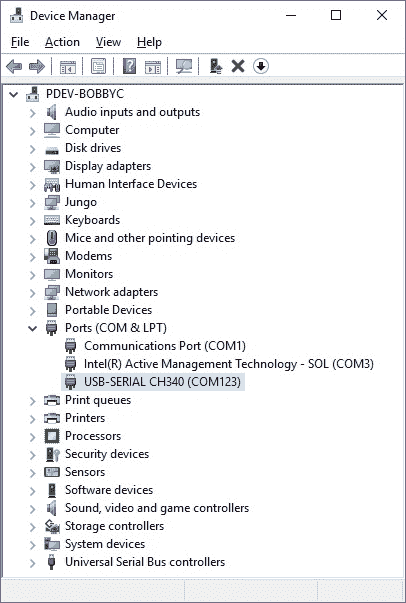 Device Manager
File Action View Help
PDEV-BOBBYC
Audio inputs and outputs
Computer
Disk drives
Display adapters
Human Interface Devices
Jungo
Keyboards
Mice and other pointing devices
Modems
Monitors
Network adapters
Portable Devices
Ports (COM & LPT)
Communications Port (COM1)
Intel(R) Active Management Technology - SOL (COM3)
USB-SERIAL CH340 (COM123)
Print queues
Printers
Processors
Security devices
Sensors
Software devices
Sound, video and game controllers
Storage controllers
System devices
Universal Serial Bus controllers